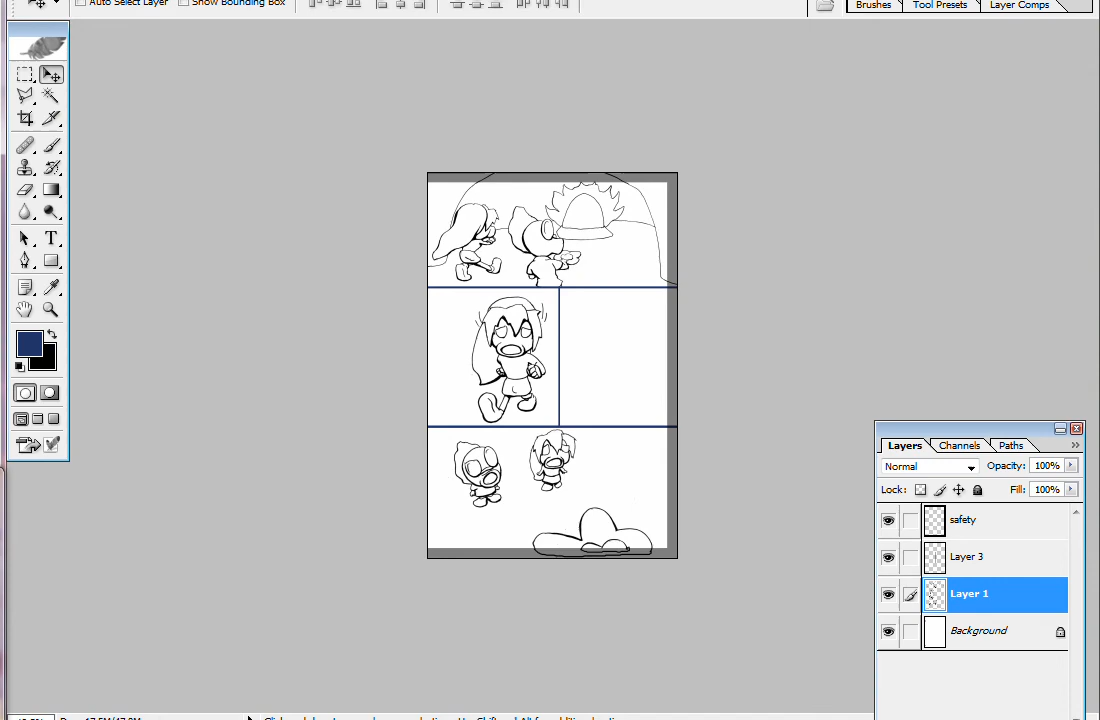 Auto Select Layer Show Bounding Box
Brushes Tool Presets Layer Comps
Layers Channels Paths
Normal Opacity: 100%
Lock: Fill: 100%
safety
Layer 3
Layer 1
Background